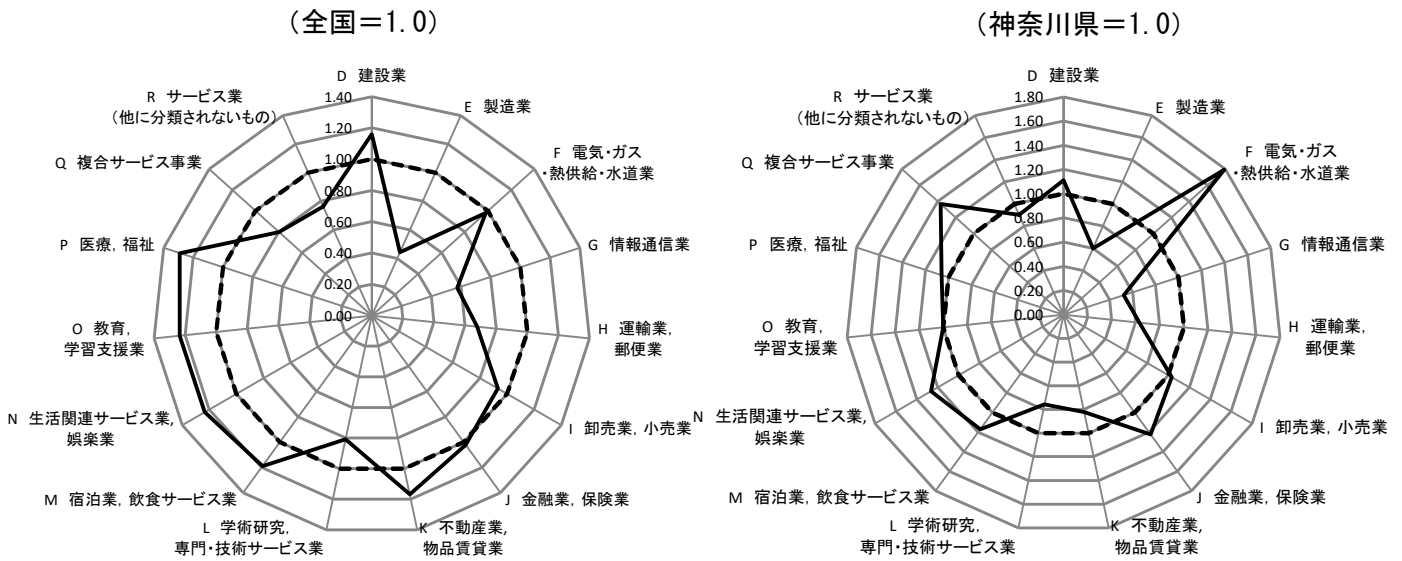 (全国＝1.0)
D 建設業
E 製造業
F 電気・ガス
・熱供給・水道業
G 情報通信業
H 運輸業，
郵便業
I 卸売業，小売業
J 金融業，保険業
K 不動産業，
物品賃貸業
L 学術研究，
専門・技術サービス業
M 宿泊業，飲食サービス業
N 生活関連サービス業，
娯楽業
O 教育，
学習支援業
P 医療，福祉
Q 複合サービス事業
R サービス業
（他に分類されないもの）
1.40
1.20
1.00
0.80
0.60
0.40
0.20
0.00
(神奈川県＝1.0)
D 建設業
E 製造業
F 電気・ガス
・熱供給・水道業
G 情報通信業
H 運輸業，
郵便業
I 卸売業，小売業
J 金融業，保険業
K 不動産業，
物品賃貸業
L 学術研究，
専門・技術サービス業
M 宿泊業，飲食サービス業
N 生活関連サービス業，
娯楽業
O 教育，
学習支援業
P 医療，福祉
Q 複合サービス事業
R サービス業
（他に分類されないもの）
1.80
1.60
1.40
1.20
1.00
0.80
0.60
0.40
0.20
0.00